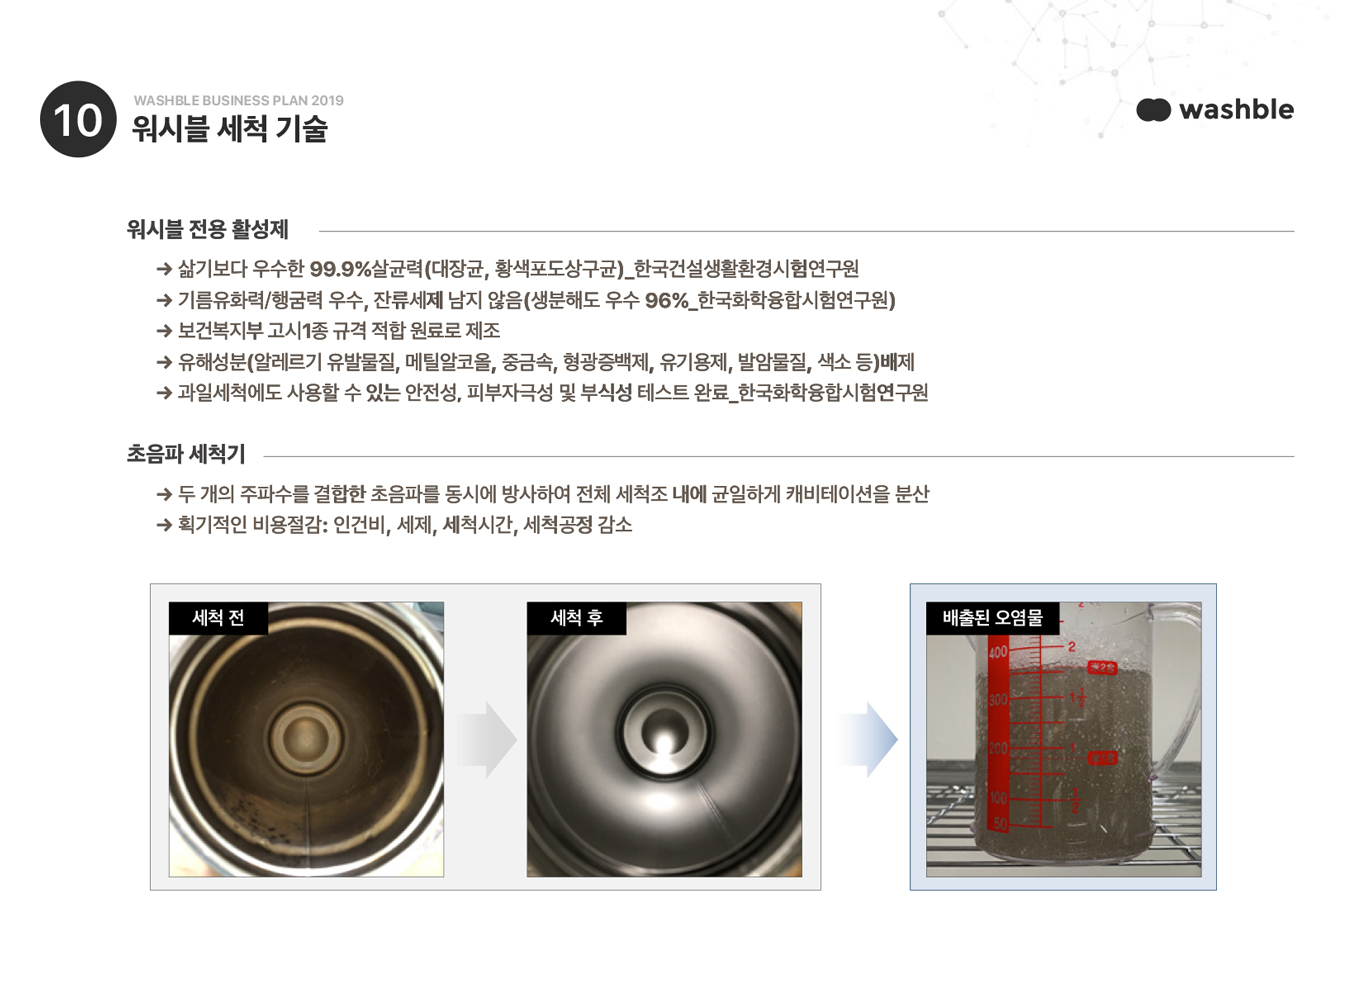 10
WASHBLE BUSINESS PLAN 2019
워시블 세척 기술
washble
워시블 전용 활성제
→ 삶기보다 우수한 99.9%살균력(대장균, 황색포도상구균)_한국건설생활환경시험연구원
→ 기름유화력/헹굼력 우수, 잔류세제 남지 않음(생분해도 우수 96%_한국화학융합시험연구원)
→ 보건복지부 고시1종 규격 적합 원료로 제조
→ 유해성분(알레르기 유발물질, 메틸알코올, 중금속, 형광증백제, 유기용제, 발암물질, 색소 등)배제
→ 과일세척에도 사용할 수 있는 안전성, 피부자극성 및 부식성 테스트 완료_한국화학융합시험연구원
초음파 세척기
→ 두 개의 주파수를 결합한 초음파를 동시에 방사하여 전체 세척조 내에 균일하게 캐비테이션을 분산
→ 획기적인 비용절감: 인건비, 세제, 세척시간, 세척공정 감소
세척 전
세척 후
배출된 오염물
2
400
2
300
1 1/2
200
1
100
1/2
50